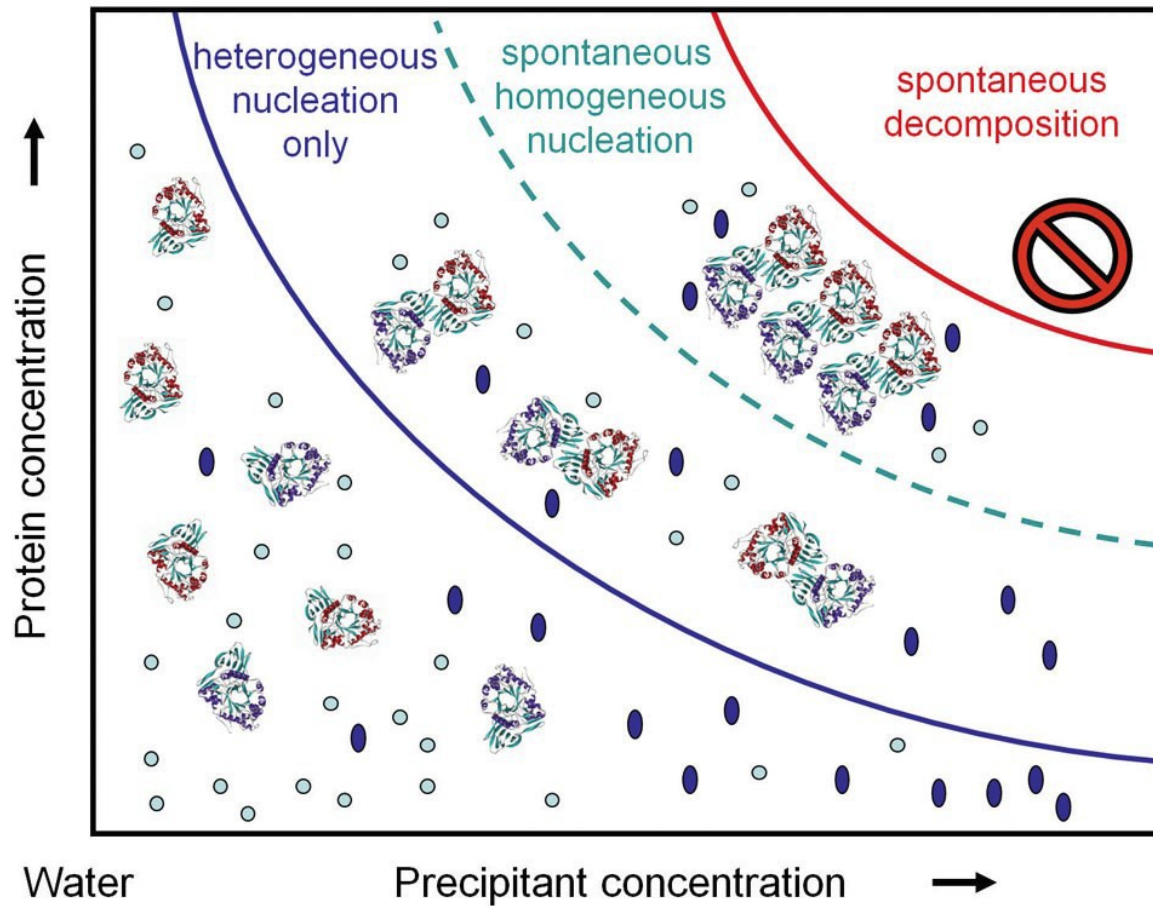 heterogeneous
nucleation
only
spontaneous
homogeneous
nucleation
spontaneous
decomposition
Protein concentration
Water
Precipitant concentration